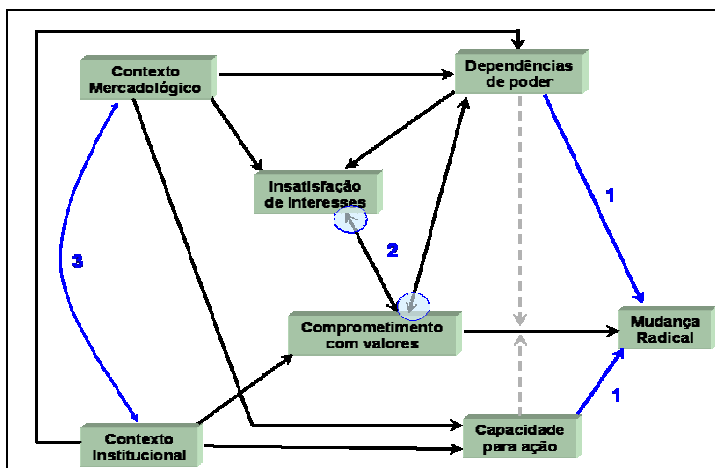 Contexto
Mercadológico
Dependências
de poder
Insatisfação
de interesses
1
2
3
Comprometimento
com valores
Mudança
Radical
1
Contexto
Institucional
Capacidade
para ação